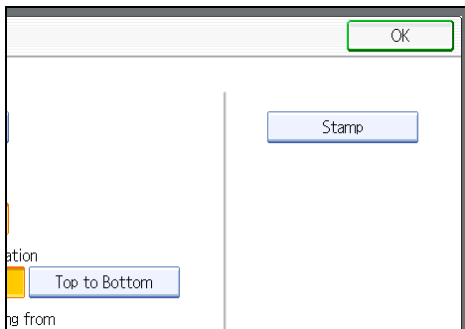 OK
Stamp
ation
Top to Bottom
ng from